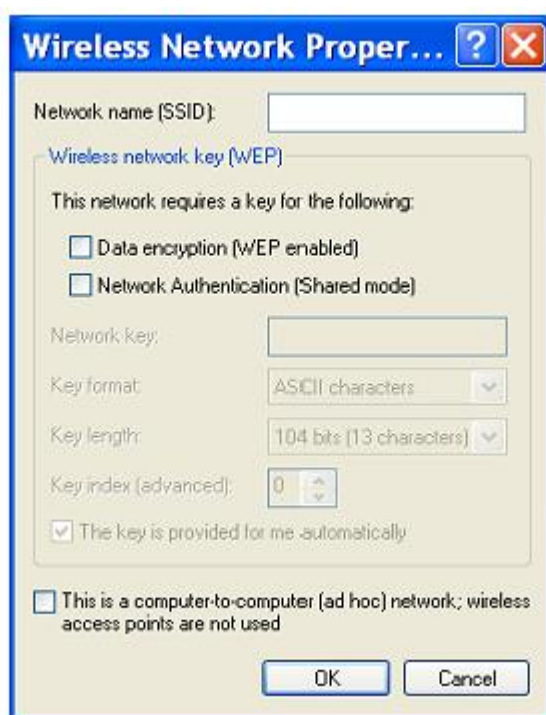 Wireless Network Proper... ?
Network name (SSID):
Wireless network key (WEP)
This network requires a key for the following:
Data encryption (WEP enabled)
Network Authentication (Shared mode)
Network key:
Key format: ASCII characters
Key length: 104 bits (13 characters)
Key index (advanced): 0
The key is provided for me automatically
This is a computer-to-computer (ad hoc) network; wireless
access points are not used
OK Cancel